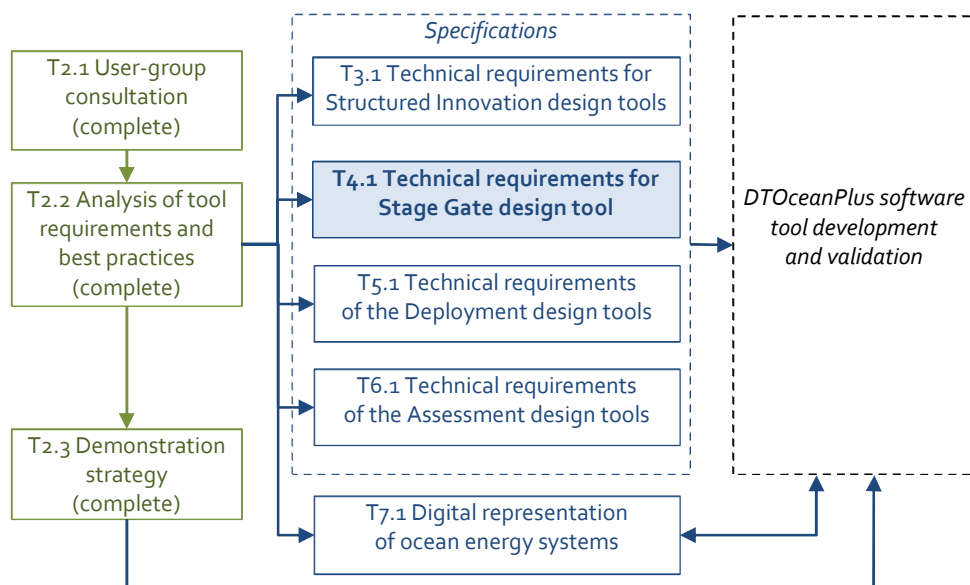 T2.1 User-group
consultation
(complete)
T2.2 Analysis of tool
requirements and
best practices
(complete)
T2.3 Demonstration
strategy
(complete)
Specifications
T3.1 Technical requirements for
Structured Innovation design tools
T4.1 Technical requirements for
Stage Gate design tool
T5.1 Technical requirements
of the Deployment design tools
T6.1 Technical requirements
of the Assessment design tools
T7.1 Digital representation
of ocean energy systems
DTOceanPlus software
tool development
and validation